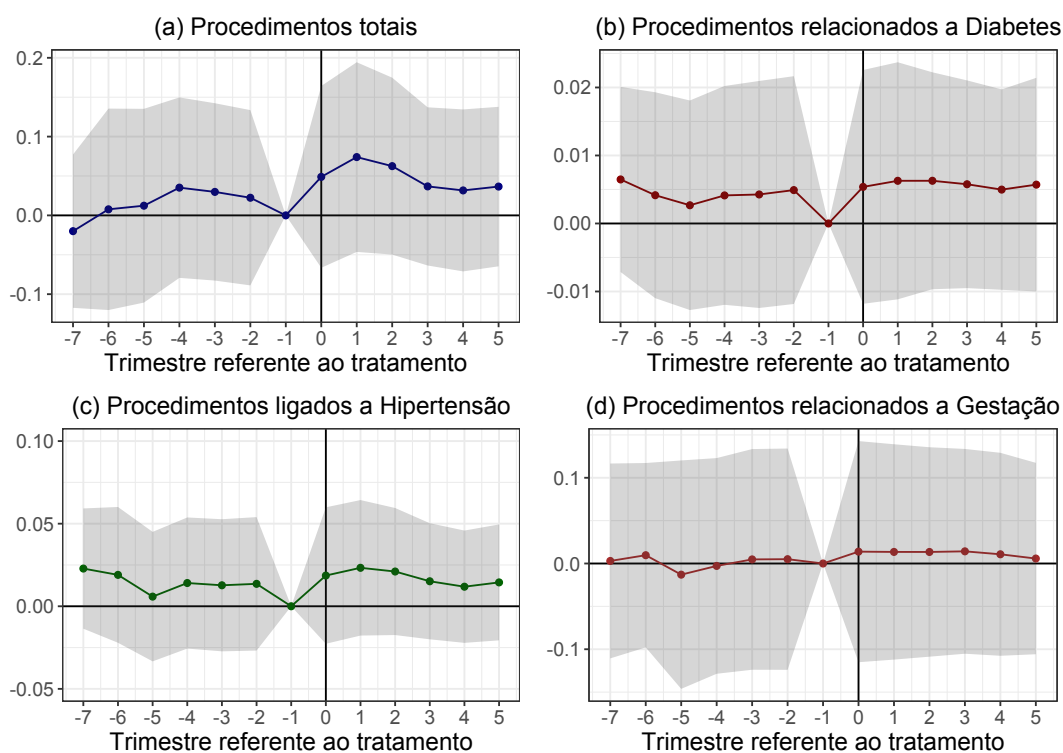 (a) Procedimentos totais
0.2
0.1
0.0
-0.1
-7 -6 -5 -4 -3 -2 -1 0 1 2 3 4 5
Trimestre referente ao tratamento
(b) Procedimentos relacionados a Diabetes
0.02
0.01
0.00
-0.01
-7 -6 -5 -4 -3 -2 -1 0 1 2 3 4 5
Trimestre referente ao tratamento
(c) Procedimentos ligados a Hipertensão
0.10
0.05
0.00
-0.05
-7 -6 -5 -4 -3 -2 -1 0 1 2 3 4 5
Trimestre referente ao tratamento
(d) Procedimentos relacionados a Gestação
0.1
0.0
-0.1
-7 -6 -5 -4 -3 -2 -1 0 1 2 3 4 5
Trimestre referente ao tratamento